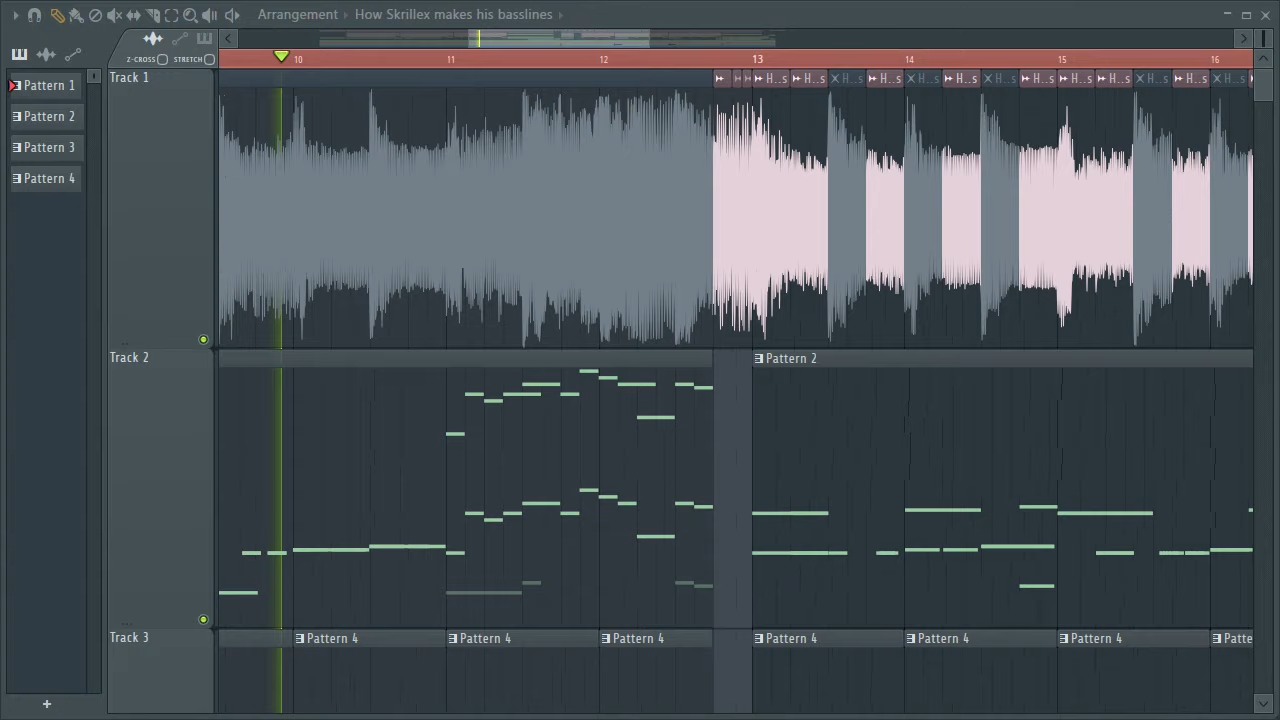 Arrangement How Skrillex makes his basslines
Z-CROSS STRETCH
10 11 12 13 14 15 16
Pattern 1
Pattern 2
Pattern 3
Pattern 4
Track 1
H..s H..s H..s H..s H..s H..s H..s H..s H..s H..s H..s H..s H..s
Track 2
Pattern 2
Track 3
Pattern 4 Pattern 4 Pattern 4 Pattern 4 Pattern 4 Pattern 4 Patte